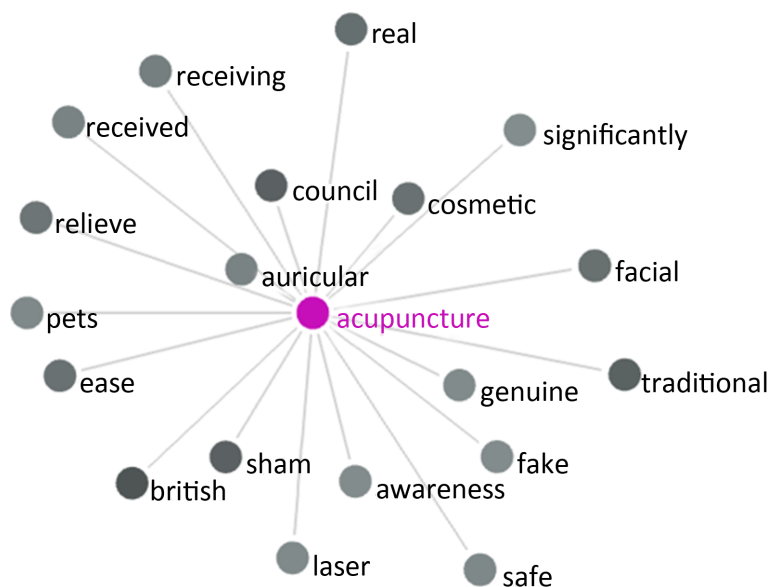 real
receiving
received
significantly
council
cosmetic
relieve
auricular
facial
pets
acupuncture
ease
genuine
traditional
sham
fake
british
awareness
laser
safe